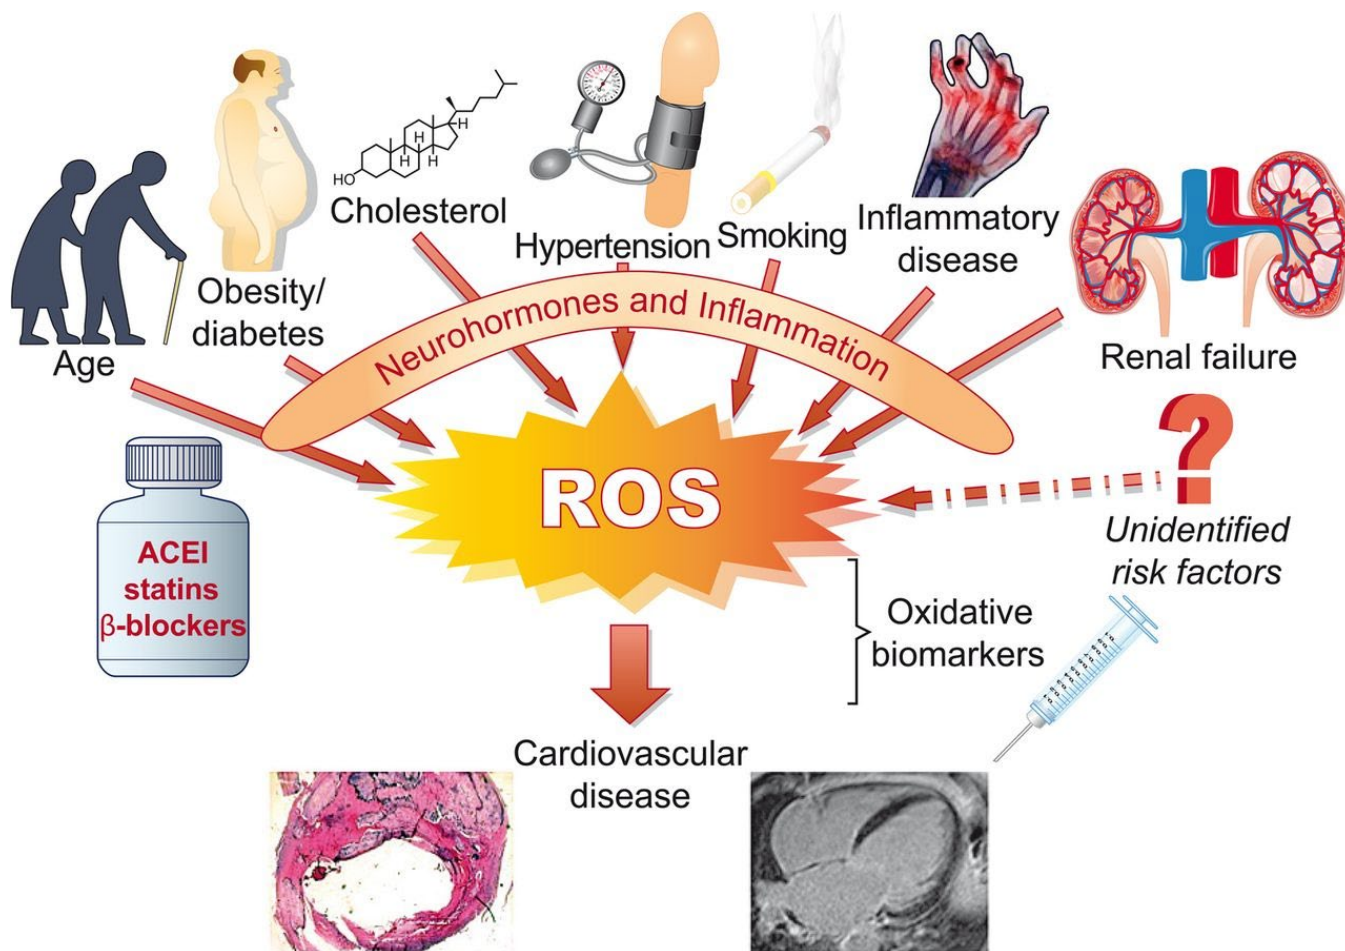 Age
Obesity/
diabetes
HO
H
H
H
H
Cholesterol
Hypertension
Smoking
Inflammatory
disease
Renal failure
Neurohormones and Inflammation
ROS
?
Unidentified
risk factors
ACEI
statins
β-blockers
Oxidative
biomarkers
Cardiovascular
disease